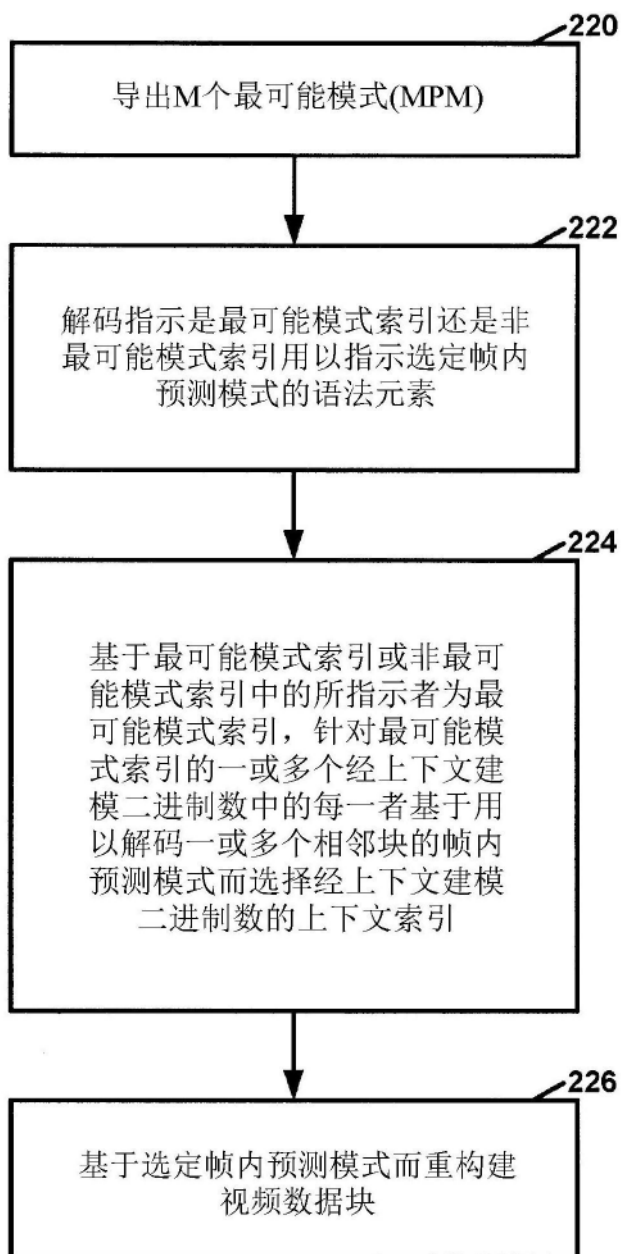 220
导出M个最可能模式(MPM)
222
解码指示是最可能模式索引还是非
最可能模式索引用以指示选定帧内
预测模式的语法元素
224
基于最可能模式索引或非最可
能模式索引中的所指示者为最
可能模式索引，针对最可能模
式索引的一或多个经上下文建
模二进制数中的每一者基于用
以解码一或多个相邻块的帧内
预测模式而选择经上下文建模
二进制数的上下文索引
226
基于选定帧内预测模式而重构建
视频数据块